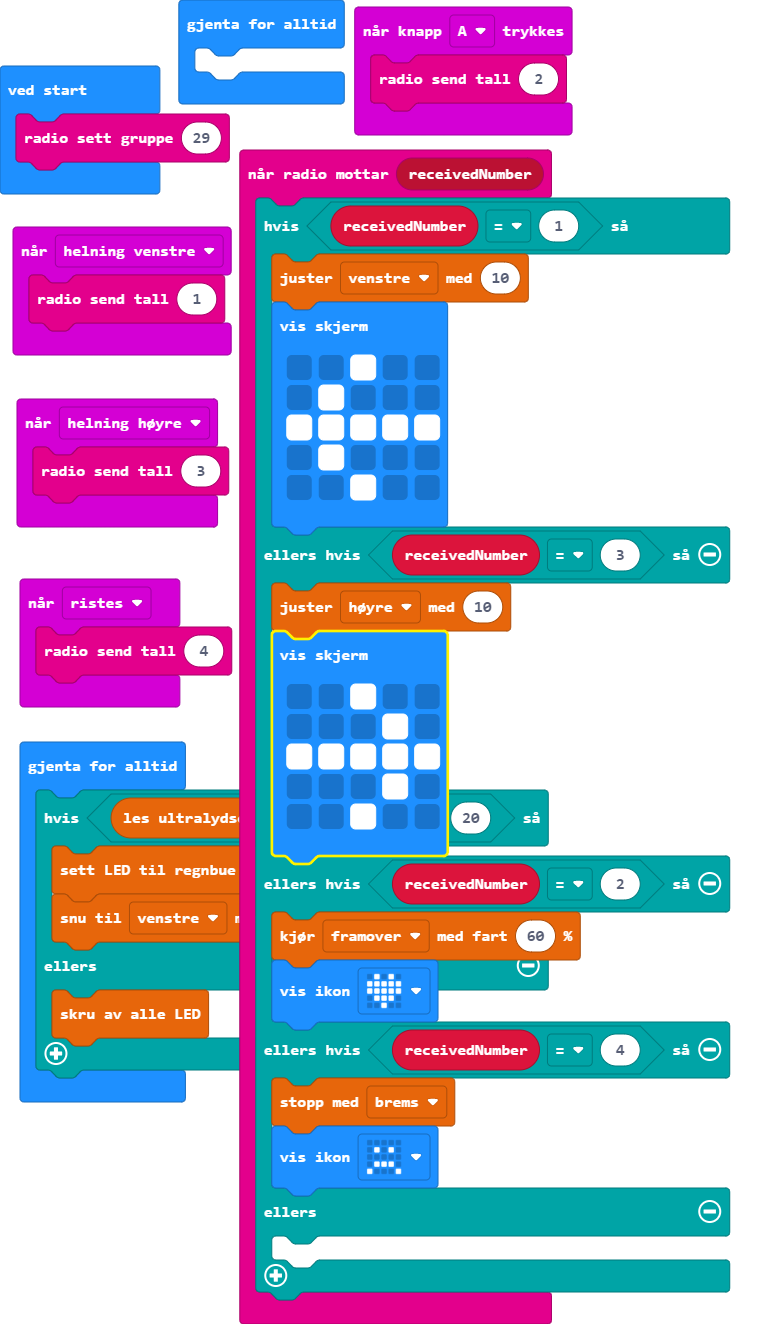 gjenta for alltid
når knapp A trykkes
radio send tall 2
ved start
radio sett gruppe 29
når radio mottar receivedNumber
hvis receivedNumber = 1 så
juster venstre med 10
vis skjerm
ellers hvis receivedNumber = 3 så
juster høyre med 10
vis skjerm
ellers hvis receivedNumber = 2 så
kjør framover med fart 60 %
vis ikon
ellers hvis receivedNumber = 4 så
stopp med brems
vis ikon
ellers
når helning venstre
radio send tall 1
når helning høyre
radio send tall 3
når ristes
radio send tall 4
gjenta for alltid
hvis les 20 så
sett LED til regnbue
snu til venstre
ellers
skru av alle LED